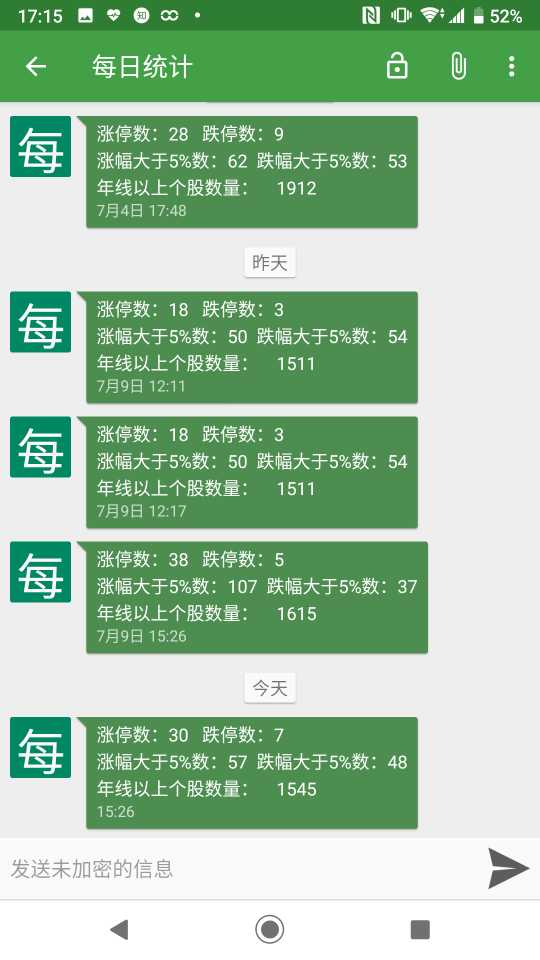 17:15 知 52%
每日统计
每
涨停数：28 跌停数：9
涨幅大于5%数：62 跌幅大于5%数：53
年线以上个股数量： 1912
7月4日 17:48
昨天
每
涨停数：18 跌停数：3
涨幅大于5%数：50 跌幅大于5%数：54
年线以上个股数量： 1511
7月9日 12:11
每
涨停数：18 跌停数：3
涨幅大于5%数：50 跌幅大于5%数：54
年线以上个股数量： 1511
7月9日 12:17
每
涨停数：38 跌停数：5
涨幅大于5%数：107 跌幅大于5%数：37
年线以上个股数量： 1615
7月9日 15:26
今天
每
涨停数：30 跌停数：7
涨幅大于5%数：57 跌幅大于5%数：48
年线以上个股数量： 1545
15:26
发送未加密的信息